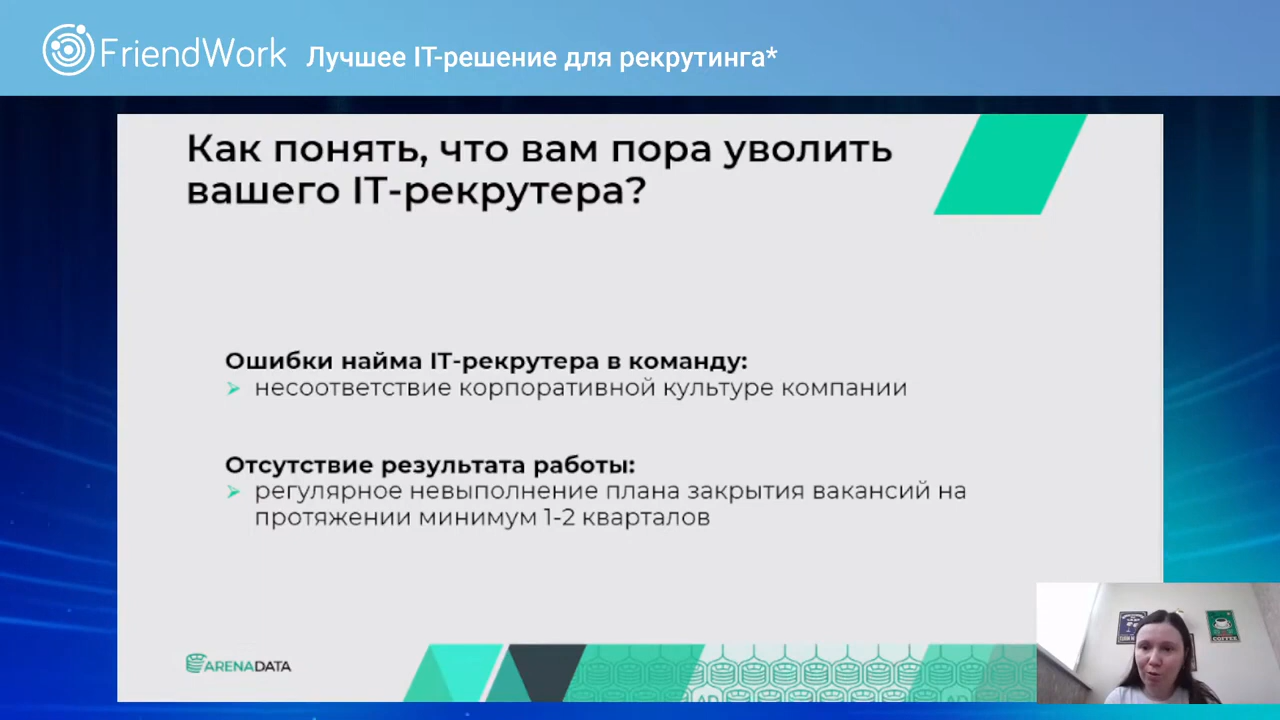 FriendWork Лучшее IT-решение для рекрутинга*
Как понять, что вам пора уволить
вашего IT-рекрутера?
Ошибки найма IT-рекрутера в команду:
несоответствие корпоративной культуре компании
Отсутствие результата работы:
регулярное невыполнение плана закрытия вакансий на
протяжении минимум 1-2 кварталов
ARENADATA
COFFEE